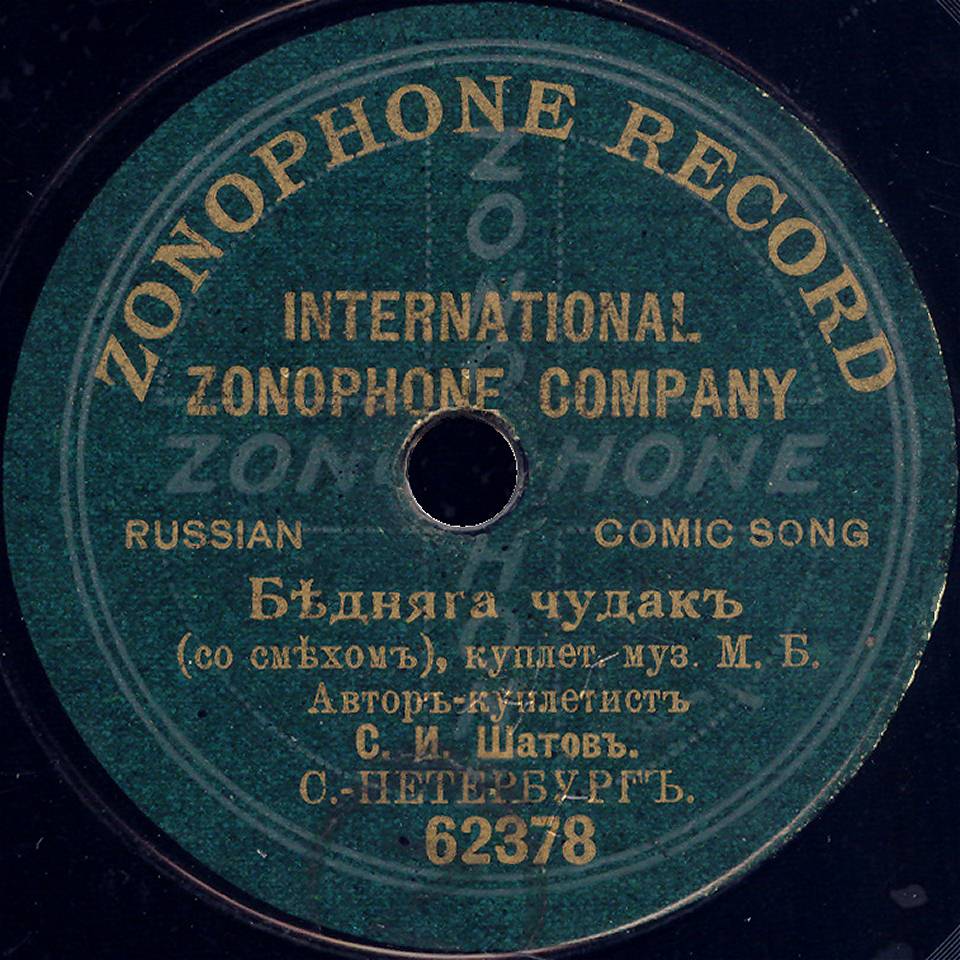 ZONOPHONE RECORD
INTERNATIONAL
ZONOPHONE COMPANY
ZONOPHONE
ZONOPHONE
RUSSIAN COMIC SONG
Бѣдняга чудакъ
(со смѣхомъ), куплет. муз. М. Б.
Авторъ-куплетистъ
С. И. Шатовъ.
С.-ПЕТЕРБУРГЪ.
62378